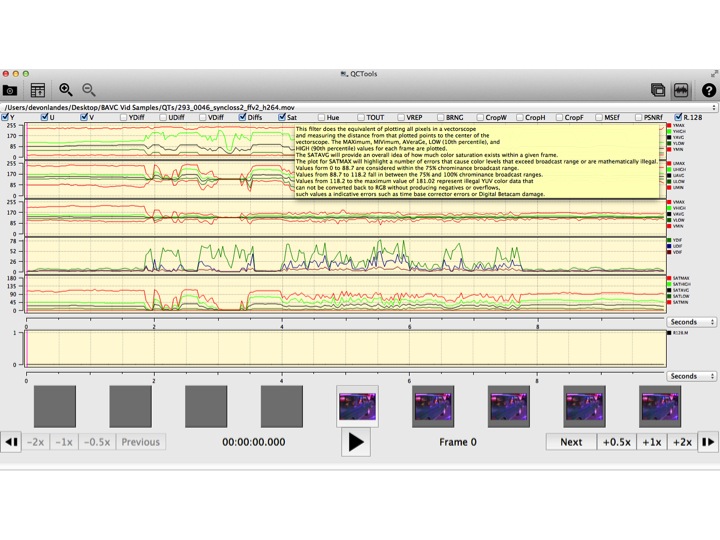 QCTools
/Users/devonlandes/Desktop/BAVC Vid Samples/QTs/293_0046_syncloss2_ffv2_h264.mov
Y U V YDiff UDiff VDiff Diffs Sat Hue TOUT VREP BRNG CropW CropH CropF MSEf PSNRf R.128
This filter does the equivalent of plotting all pixels in a vectorscope
and measuring the distance from that plotted points to the center of the
vectorscope. The MAXimum, MIVimum, AVeraGe, LOW (10th percentile), and
HIGH (90th percentile) values for each frame are plotted.
The SATAVG will provide an overall idea of how much color saturation exists within a given frame.
The plot for SATMAX will highlight a number of errors that cause color levels that exceed broadcast range or are mathematically illegal.
Values form 0 to 88.7 are considered within the 75% chrominance broadcast range.
Values from 88.7 to 118.2 fall in between the 75% and 100% chrominance broadcast ranges.
Values from 118.2 to the maximum value of 181.02 represent illegal YUV color data that
can not be converted back to RGB without producing negatives or overflows,
such values a indicative errors such as time base corrector errors or Digital Betacam damage.
255
170
85
0
YMAX
YHIGH
YAVG
YLOW
YMIN
255
170
85
0
UMAX
UHIGH
UAVG
ULOW
UMIN
255
170
85
0
VMAX
VHIGH
VAVG
VLOW
VMIN
78
52
26
0
YDIF
UDIF
VDIF
180
135
90
45
0
SATMAX
SATHIGH
SATAVG
SATLOW
SATMIN
0 2 4 6 8
Seconds
1
0
R128.M
0 2 4 6 8
Seconds
-2x -1x -0.5x Previous 00:00:00.000 Frame 0 Next +0.5x +1x +2x